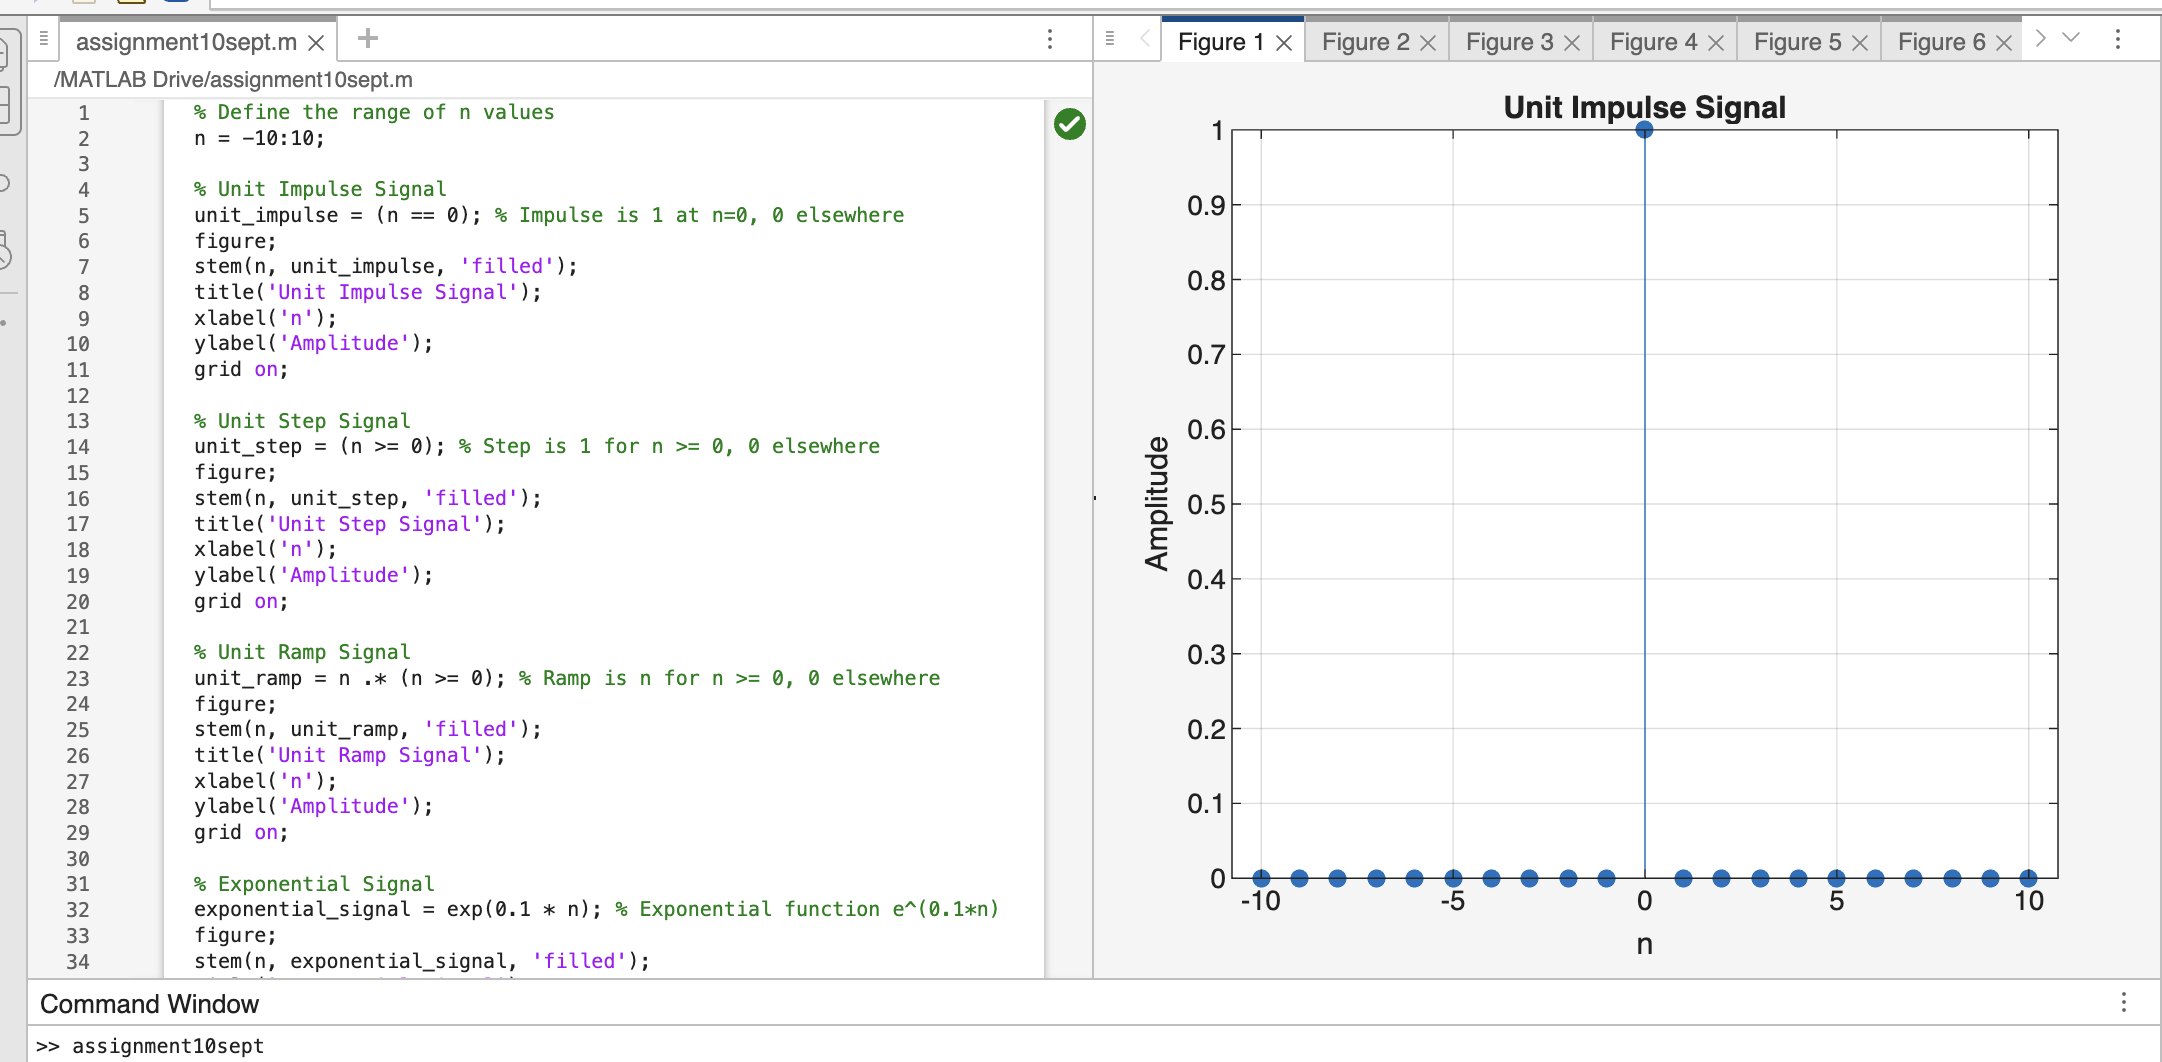 assignment10sept.m
/MATLAB Drive/assignment10sept.m
1 % Define the range of n values
2 n = -10:10;
3
4 % Unit Impulse Signal
5 unit_impulse = (n == 0); % Impulse is 1 at n=0, 0 elsewhere
6 figure;
7 stem(n, unit_impulse, 'filled');
8 title('Unit Impulse Signal');
9 xlabel('n');
10 ylabel('Amplitude');
11 grid on;
12
13 % Unit Step Signal
14 unit_step = (n >= 0); % Step is 1 for n >= 0, 0 elsewhere
15 figure;
16 stem(n, unit_step, 'filled');
17 title('Unit Step Signal');
18 xlabel('n');
19 ylabel('Amplitude');
20 grid on;
21
22 % Unit Ramp Signal
23 unit_ramp = n .* (n >= 0); % Ramp is n for n >= 0, 0 elsewhere
24 figure;
25 stem(n, unit_ramp, 'filled');
26 title('Unit Ramp Signal');
27 xlabel('n');
28 ylabel('Amplitude');
29 grid on;
30
31 % Exponential Signal
32 exponential_signal = exp(0.1 * n); % Exponential function e^(0.1*n)
33 figure;
34 stem(n, exponential_signal, 'filled');
Figure 1 Figure 2 Figure 3 Figure 4 Figure 5 Figure 6
Unit Impulse Signal
1
0.9
0.8
0.7
0.6
0.5
0.4
0.3
0.2
0.1
0
Amplitude
-10 -5 0 5 10
n
Command Window
>> assignment10sept